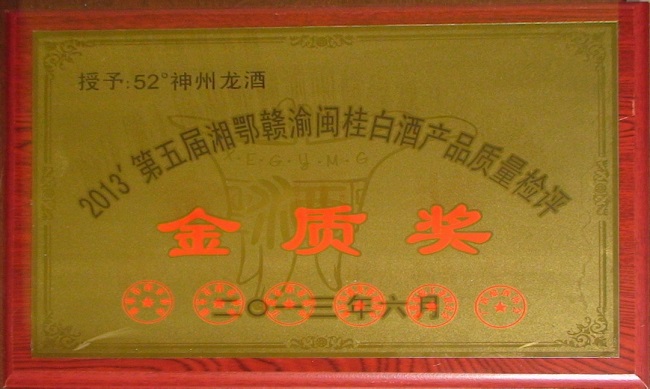 授予:52°神州龙酒
2013'第五届湘鄂赣渝闽桂白酒产品质量检评
X·E·G·Y·M·G
金质奖
二〇一三年六月